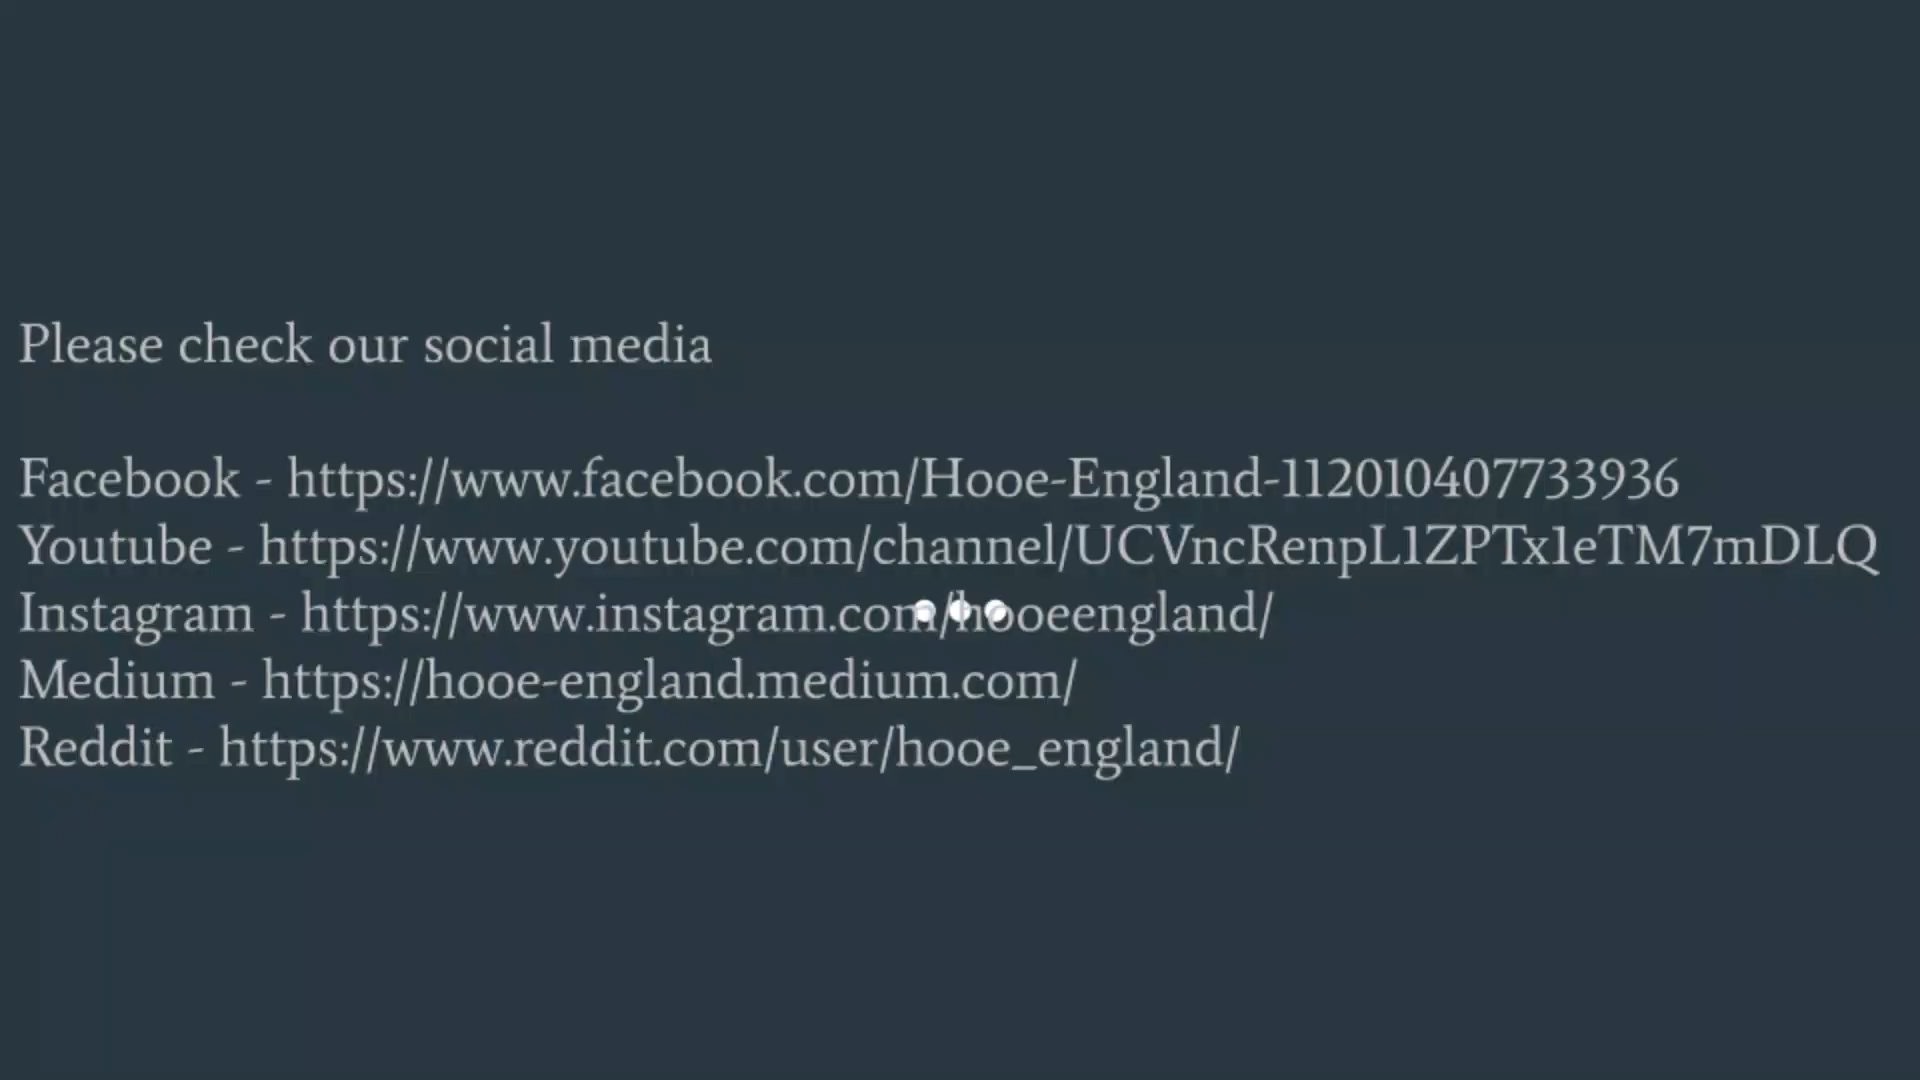 Please check our social media
Facebook - https://www.facebook.com/Hooe-England-112010407733936
Youtube - https://www.youtube.com/channel/UCVncRenpL1ZPTx1eTM7mDLQ
Instagram - https://www.instagram.com/hooeengland/
Medium - https://hooe-england.medium.com/
Reddit - https://www.reddit.com/user/hooe_england/